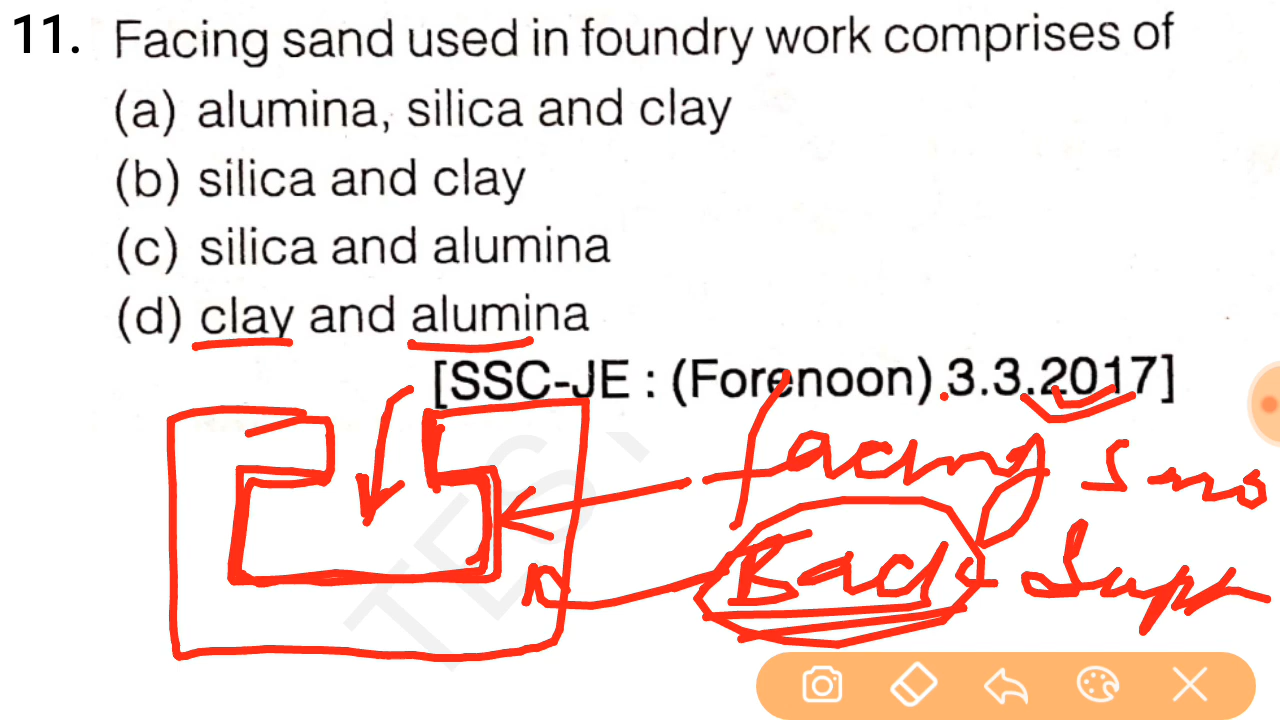 11. Facing sand used in foundry work comprises of
(a) alumina, silica and clay
(b) silica and clay
(c) silica and alumina
(d) clay and alumina
[SSC-JE : (Forenoon) 3.3.2017]
facing
Back